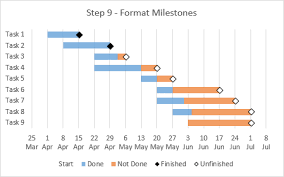 Step 9 - Format Milestones
Task 1
Task 2
Task 3
Task 4
Task 5
Task 6
Task 7
Task 8
Task 9
25 1 8 15 22 29 6 13 20 27 3 10 17 24 1 8
Mar Apr Apr Apr Apr Apr May May May May Jun Jun Jun Jun Jul Jul
Start Done Not Done Finished Unfinished